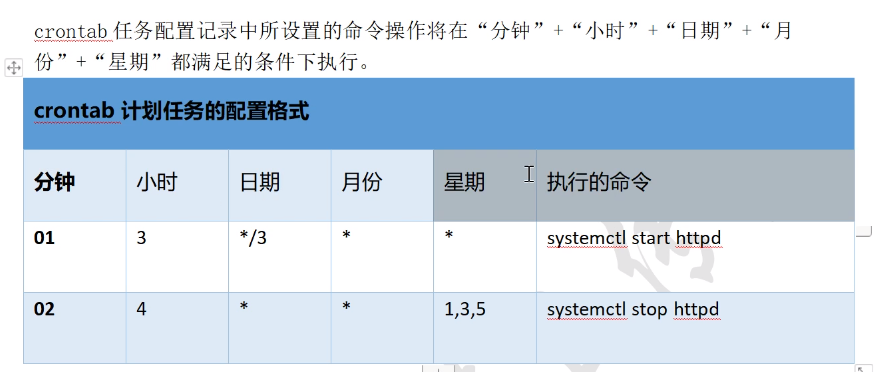 crontab 任务配置记录中所设置的命令操作将在“分钟”+“小时”+“日期”+“月
份”+“星期”都满足的条件下执行。
crontab 计划任务的配置格式
分钟 小时 日期 月份 星期 执行的命令
01 3 */3 * * systemctl start httpd
02 4 * * 1,3,5 systemctl stop httpd